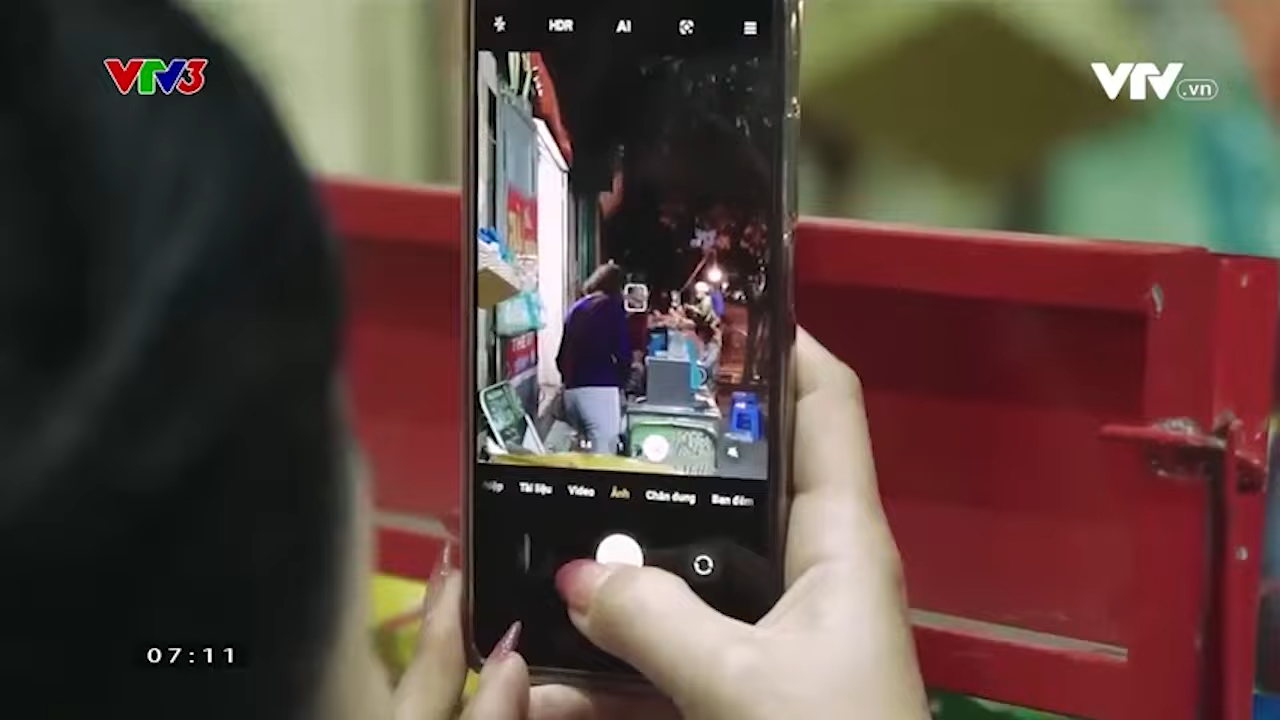 VTV3
VTV.vn
HDR AI
Tài liệu Video Ảnh Chân dung Ban đêm
07:11